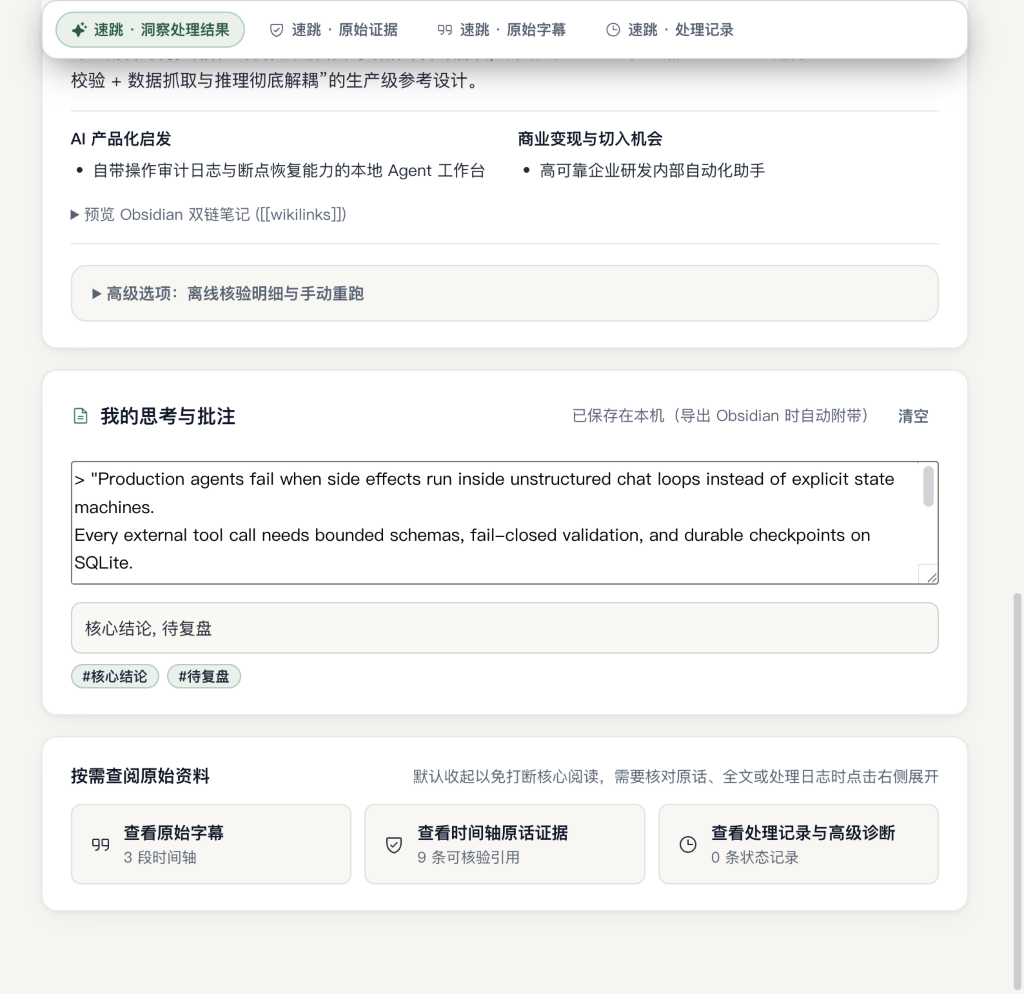 速跳 · 洞察处理结果
速跳 · 原始证据
速跳 · 原始字幕
速跳 · 处理记录
校验 + 数据抓取与推理彻底解耦”的生产级参考设计。
AI 产品化启发
• 自带操作审计日志与断点恢复能力的本地 Agent 工作台
商业变现与切入机会
• 高可靠企业研发内部自动化助手
▶ 预览 Obsidian 双链笔记 ([[wikilinks]])
▶ 高级选项：离线核验明细与手动重跑
我的思考与批注
已保存在本机（导出 Obsidian 时自动附带）
清空
> "Production agents fail when side effects run inside unstructured chat loops instead of explicit state
machines.
Every external tool call needs bounded schemas, fail-closed validation, and durable checkpoints on
SQLite.
核心结论, 待复盘
#核心结论
#待复盘
按需查阅原始资料
默认收起以免打断核心阅读，需要核对原话、全文或处理日志时点击右侧展开
查看原始字幕
3 段时间轴
查看时间轴原话证据
9 条可核验引用
查看处理记录与高级诊断
0 条状态记录